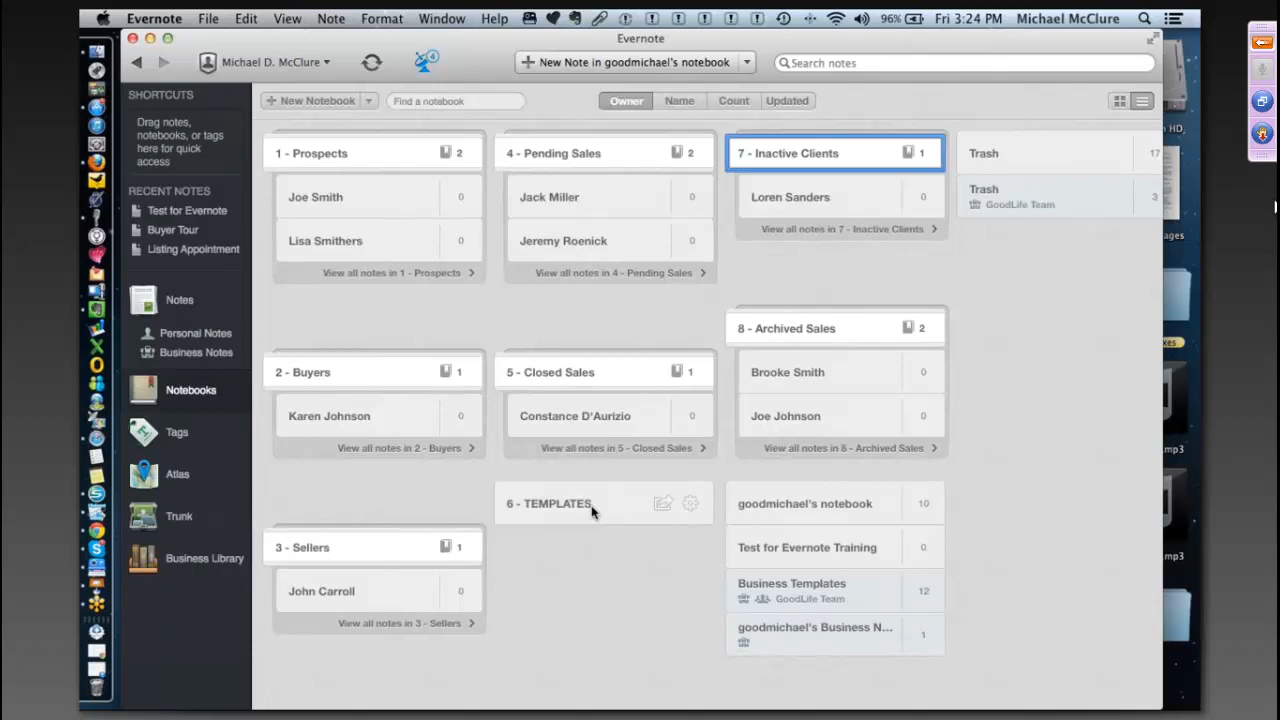 Evernote File Edit View Note Format Window Help 96% Fri 3:24 PM Michael McClure
Evernote
Michael D. McClure
4
New Note in goodmichael's notebook
Search notes
SHORTCUTS
Drag notes,
notebooks, or tags
here for quick
access
RECENT NOTES
Test for Evernote
Buyer Tour
Listing Appointment
Notes
Personal Notes
Business Notes
Notebooks
Tags
Atlas
Trunk
Business Library
+ New Notebook
Find a notebook
Owner Name Count Updated
1 - Prospects 2
Joe Smith 0
Lisa Smithers 0
View all notes in 1 - Prospects
2 - Buyers 1
Karen Johnson 0
View all notes in 2 - Buyers
3 - Sellers 1
John Carroll 0
View all notes in 3 - Sellers
4 - Pending Sales 2
Jack Miller 0
Jeremy Roenick 0
View all notes in 4 - Pending Sales
5 - Closed Sales 1
Constance D'Aurizio 0
View all notes in 5 - Closed Sales
6 - TEMPLATES
7 - Inactive Clients 1
Loren Sanders 0
View all notes in 7 - Inactive Clients
8 - Archived Sales 2
Brooke Smith 0
Joe Johnson 0
View all notes in 8 - Archived Sales
goodmichael's notebook 10
Test for Evernote Training 0
Business Templates 12
GoodLife Team
goodmichael's Business N... 1
Trash 17
Trash 3
GoodLife Team
HD
ages
xes
.mp3
.mp3